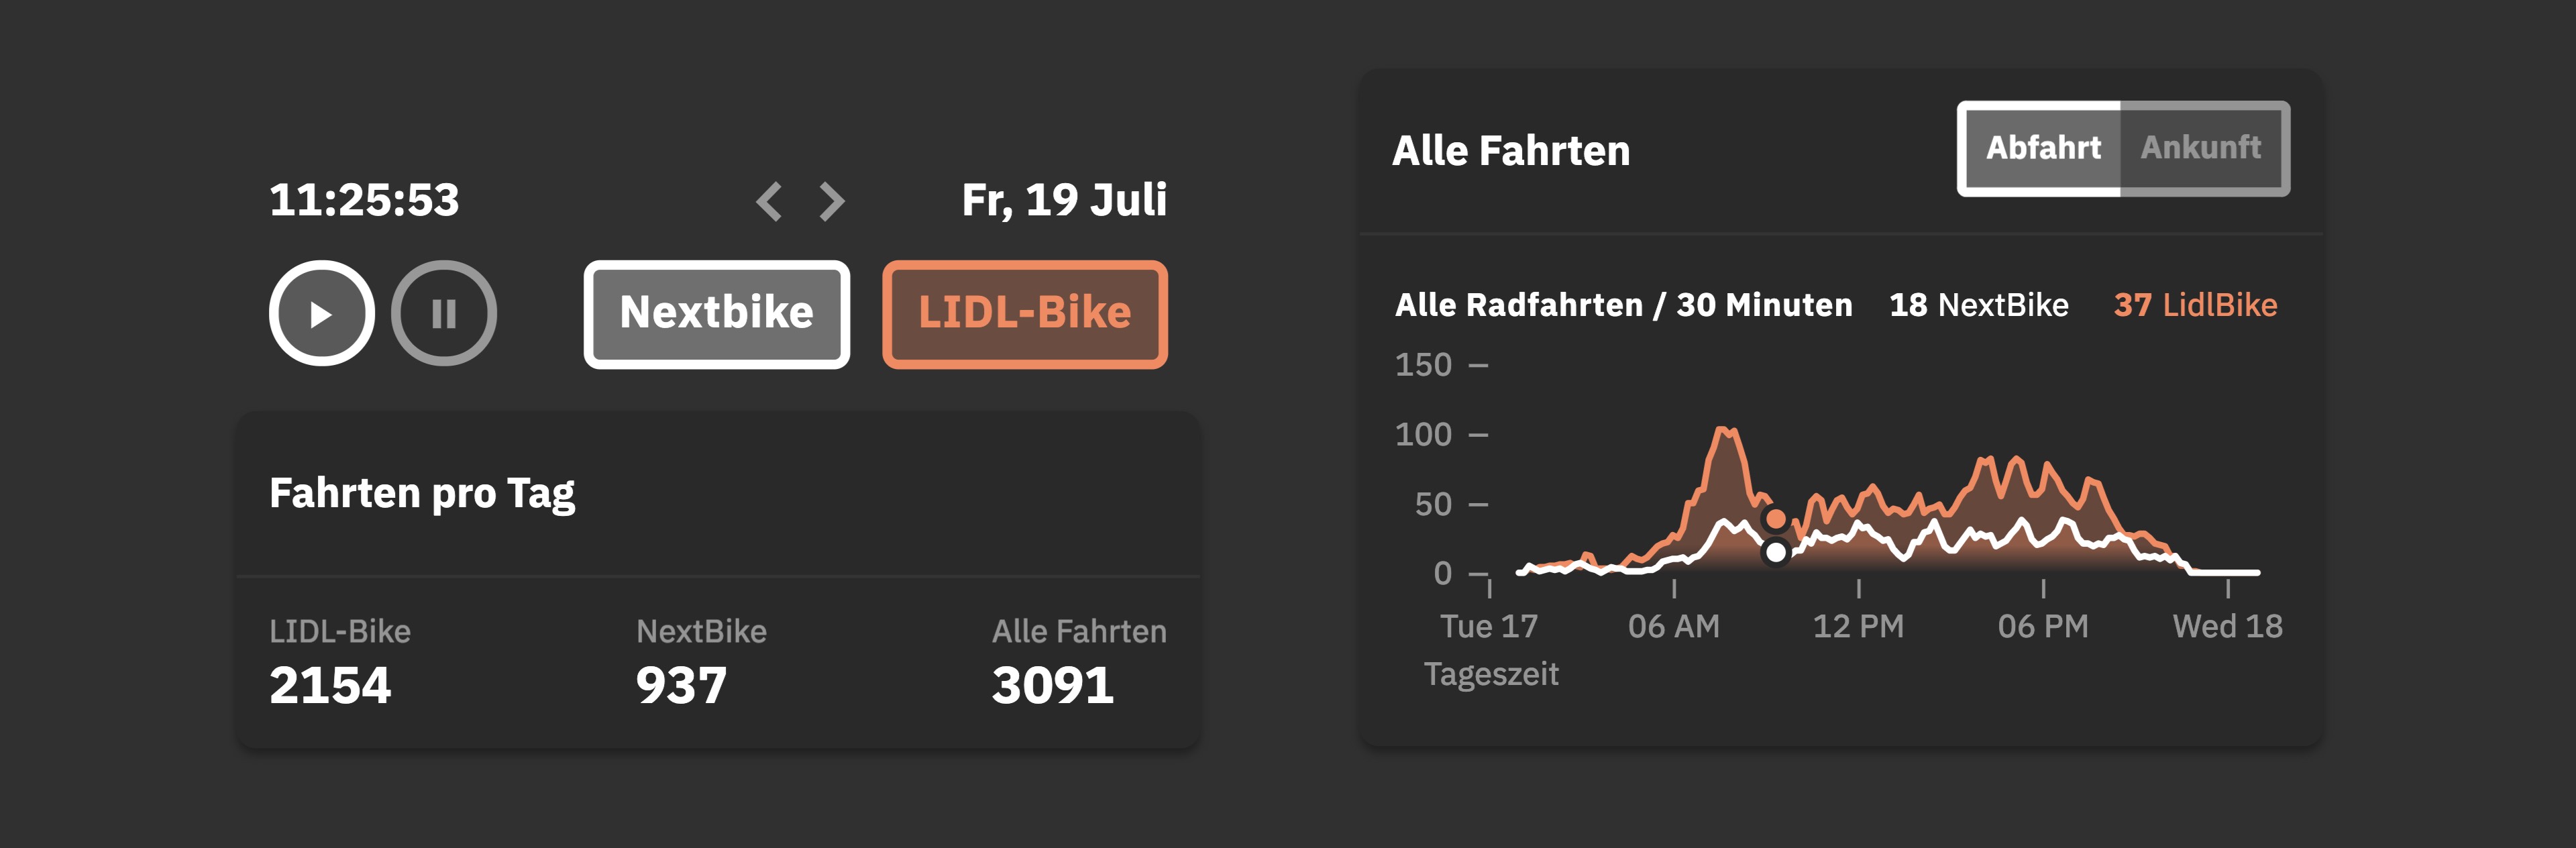 11:25:53
Fr, 19 Juli
Nextbike
LIDL-Bike
Fahrten pro Tag
LIDL-Bike
NextBike
Alle Fahrten
2154
937
3091
Alle Fahrten
Abfahrt
Ankunft
Alle Radfahrten / 30 Minuten
18 NextBike
37 LidlBike
150
100
50
0
Tue 17
06 AM
12 PM
06 PM
Wed 18
Tageszeit